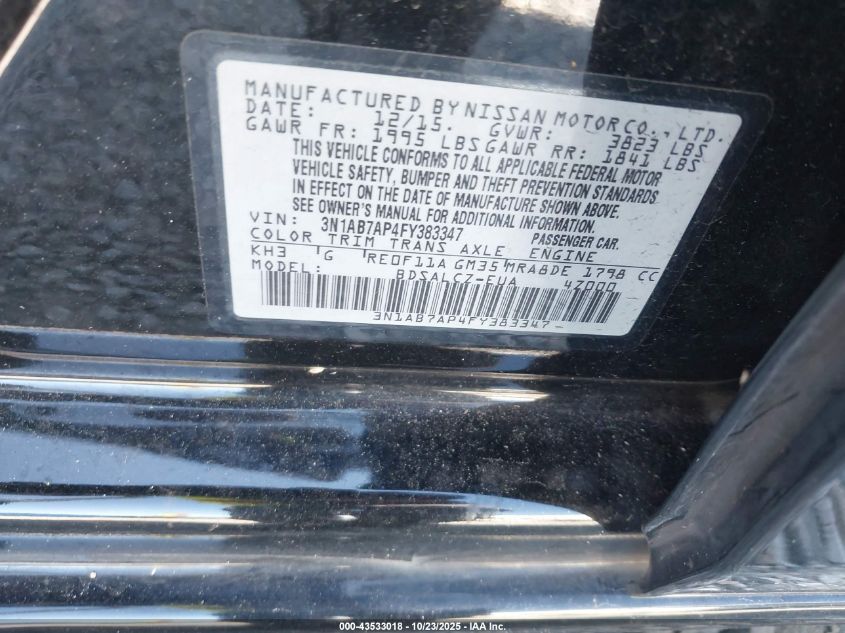 MANUFACTURED BY NISSAN MOTOR CO., LTD.
DATE: 12/15. GVWR: 3823 LBS
GAWR FR: 1995 LBS GAWR RR: 1841 LBS
THIS VEHICLE CONFORMS TO ALL APPLICABLE FEDERAL MOTOR
VEHICLE SAFETY, BUMPER AND THEFT PREVENTION STANDARDS
IN EFFECT ON THE DATE OF MANUFACTURE SHOWN ABOVE.
SEE OWNER'S MANUAL FOR ADDITIONAL INFORMATION.
VIN: 3N1AB7AP4FY383347 PASSENGER CAR.
COLOR TRIM TRANS AXLE ENGINE
KH3 G RE0F11A GM35 MRA8DE 1798 CC
MODEL: BDSALCZ-EUA 4Z000
3N1AB7AP4FY383347
000-43533018 - 10/23/2025 - IAA Inc.